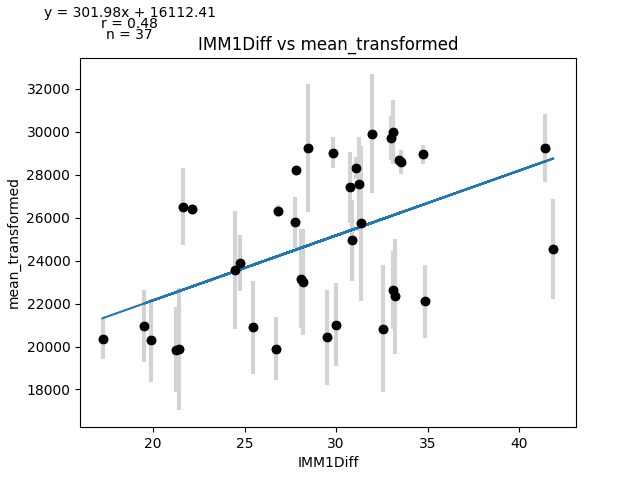 y = 301.98x + 16112.41
r = 0.48
n = 37
IMM1Diff vs mean_transformed
32000
30000
28000
26000
24000
22000
20000
18000
mean_transformed
20
25
30
35
40
IMM1Diff